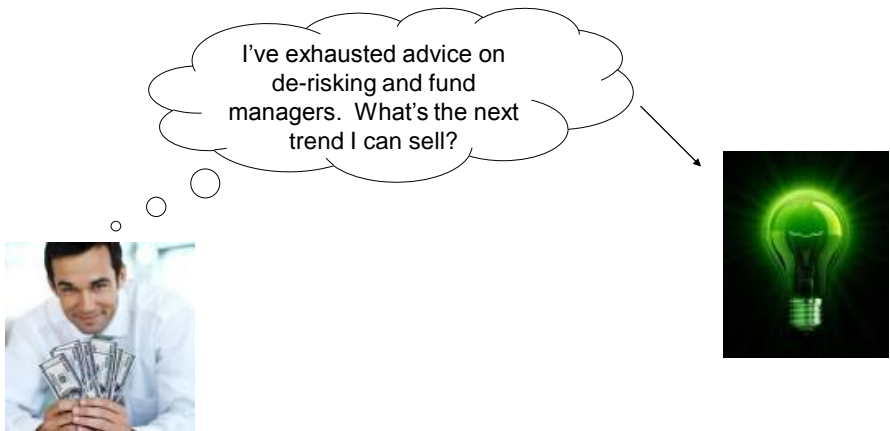 I've exhausted advice on
de-risking and fund
managers.  What's the next
trend I can sell?